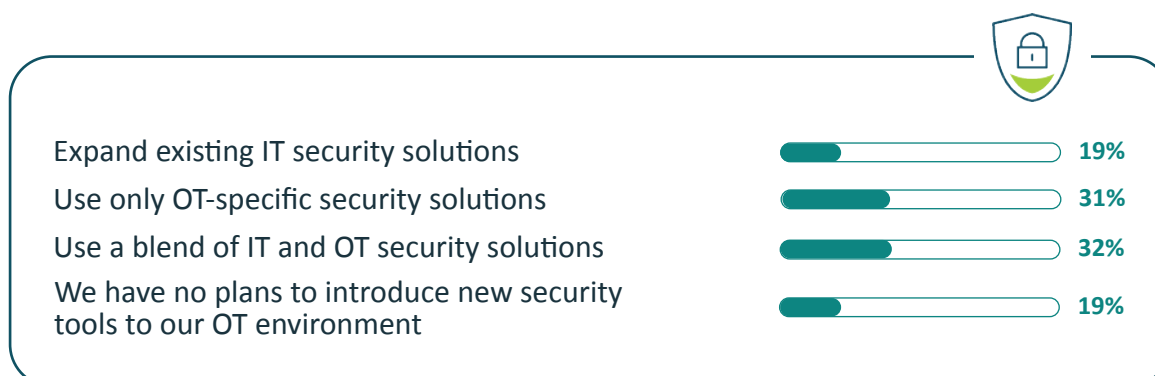 Expand existing IT security solutions 19%
Use only OT-specific security solutions 31%
Use a blend of IT and OT security solutions 32%
We have no plans to introduce new security
tools to our OT environment 19%